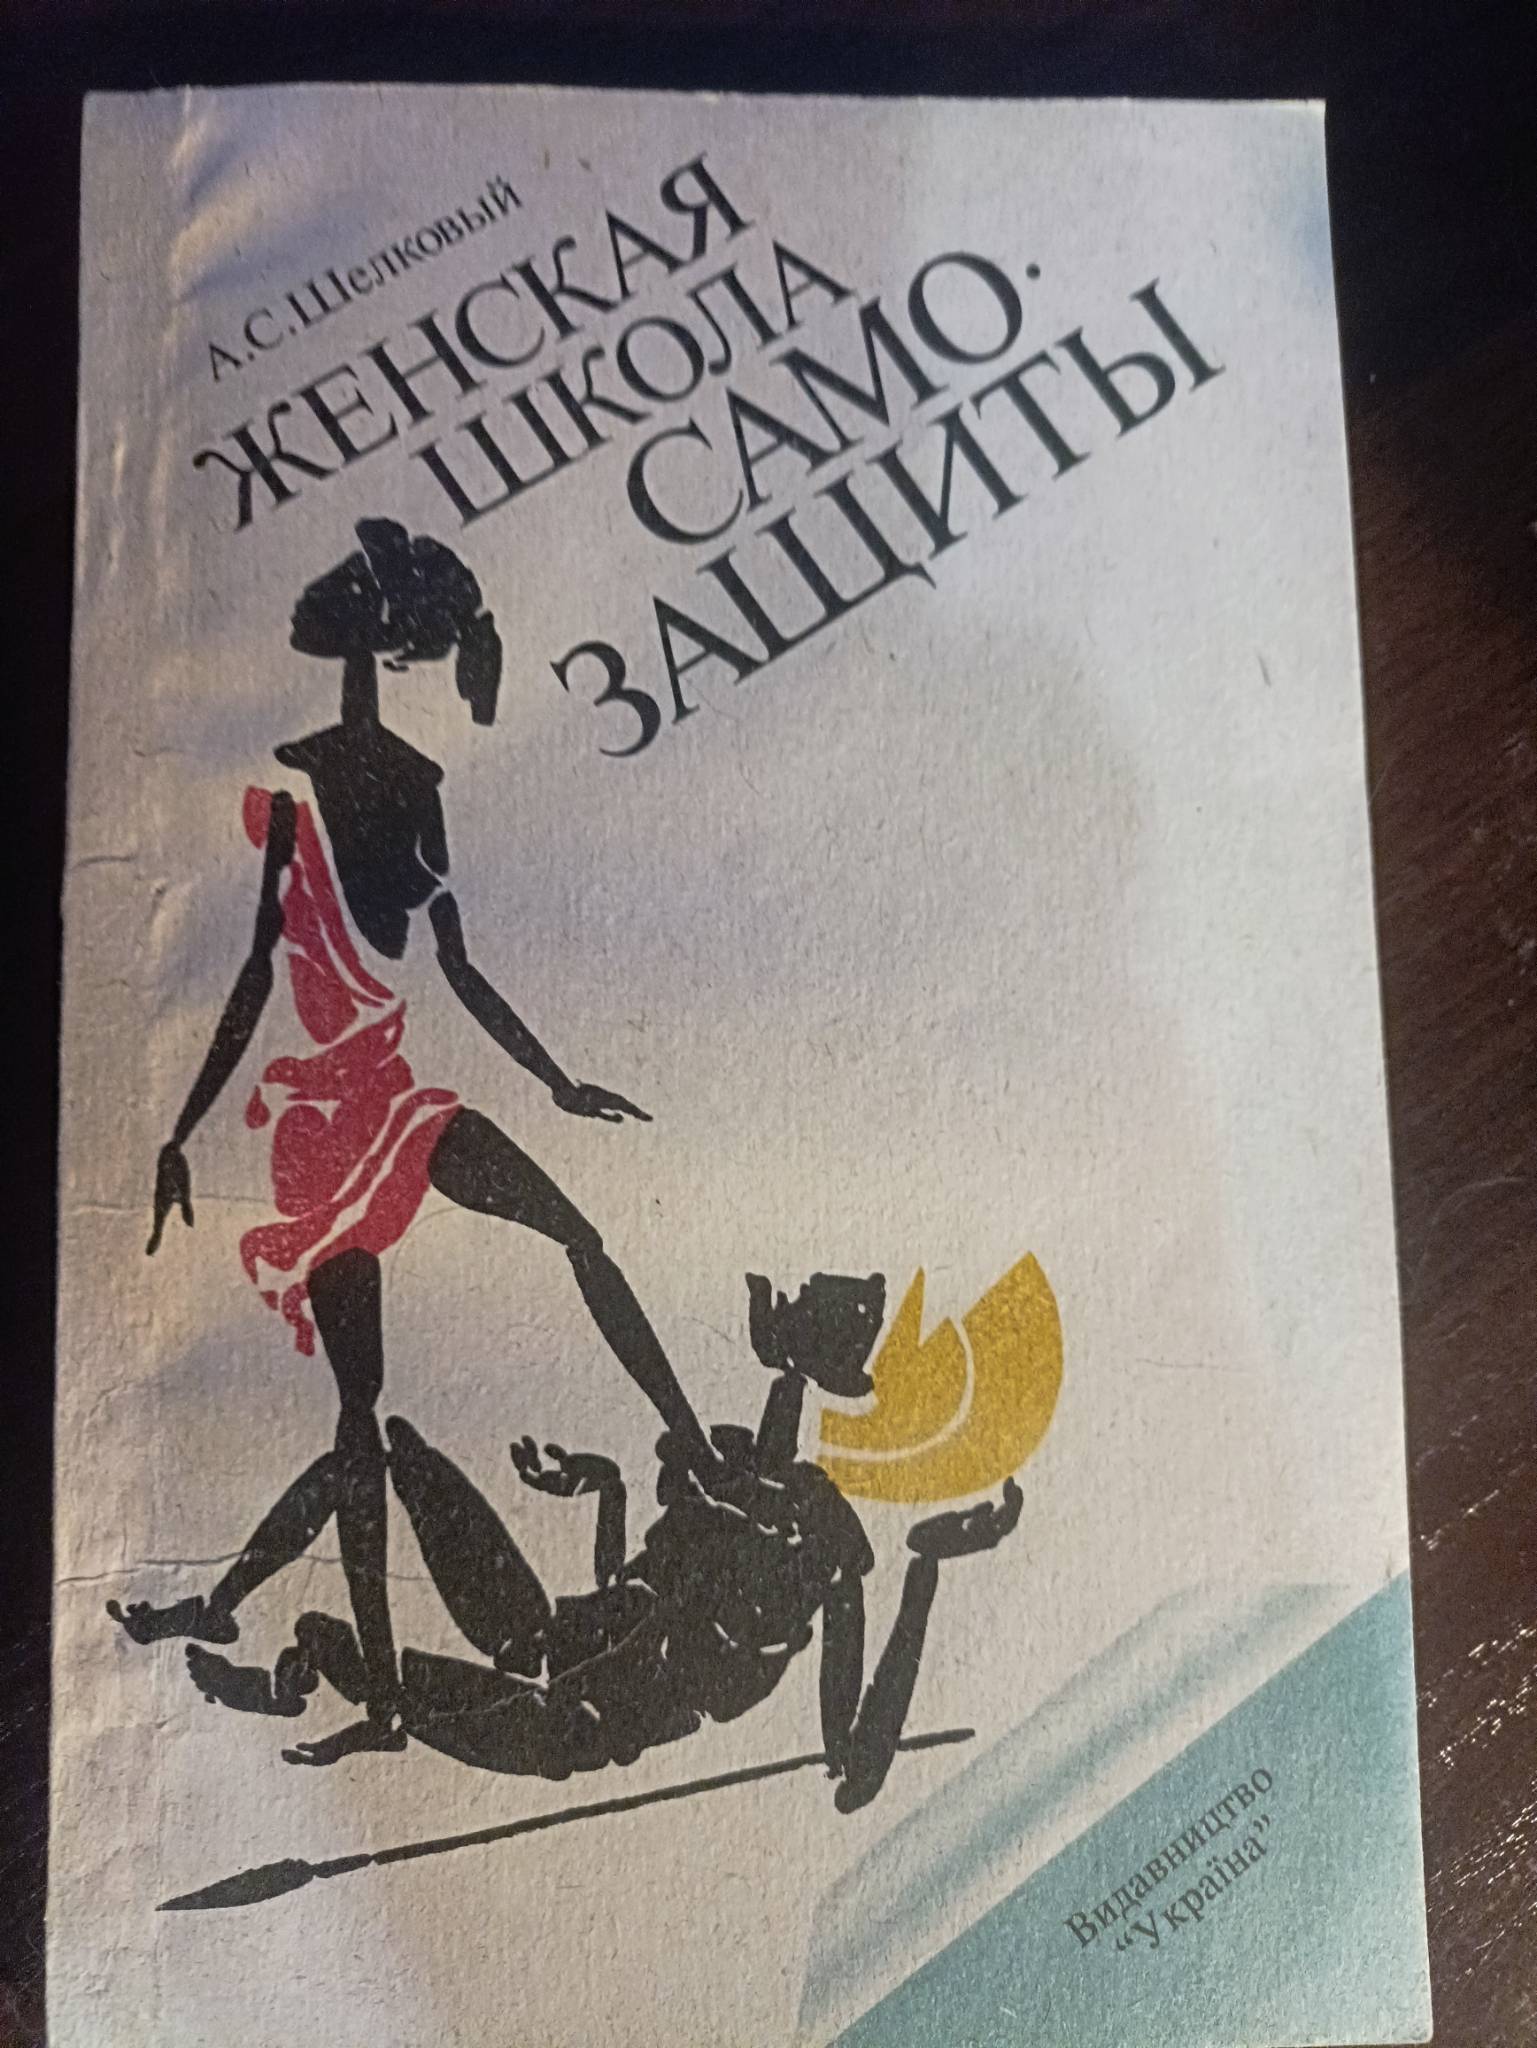 А.С.Шелковый
ЖЕНСКАЯ
ШКОЛА
САМО-
ЗАЩИТЫ
Видавництво
“Україна”